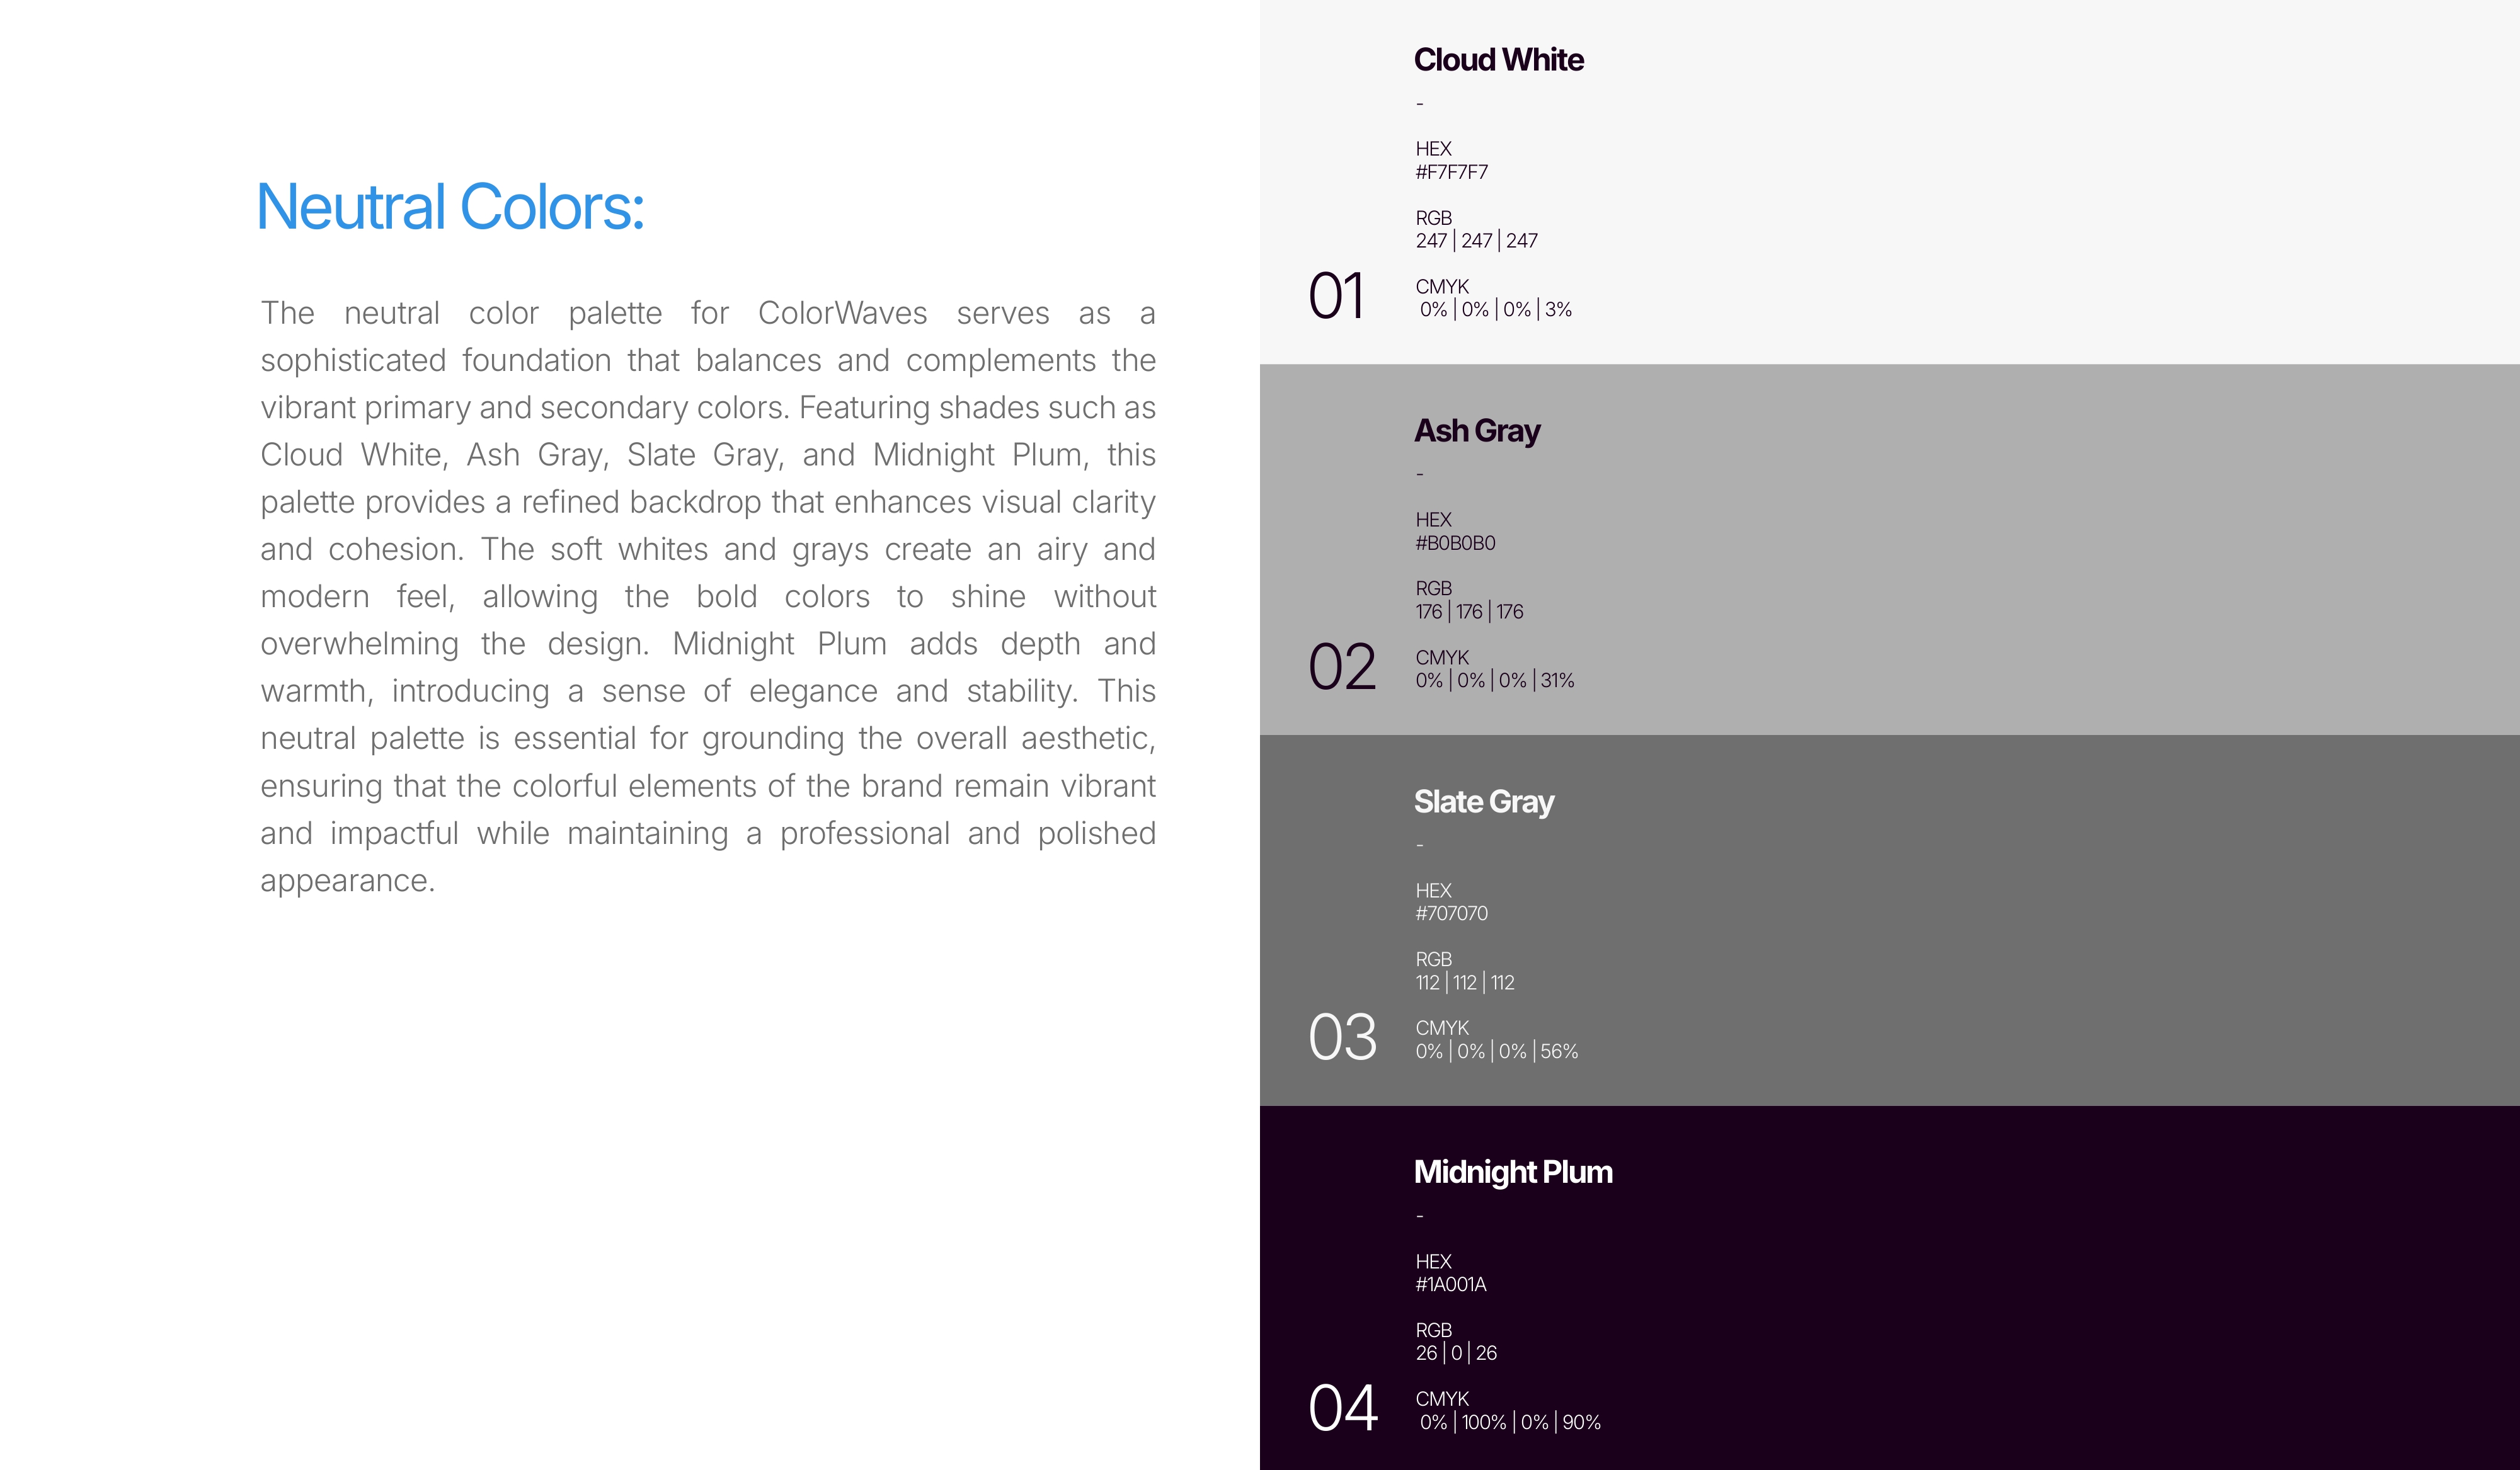 Neutral Colors:
The neutral color palette for ColorWaves serves as a
sophisticated foundation that balances and complements the
vibrant primary and secondary colors. Featuring shades such as
Cloud White, Ash Gray, Slate Gray, and Midnight Plum, this
palette provides a refined backdrop that enhances visual clarity
and cohesion. The soft whites and grays create an airy and
modern feel, allowing the bold colors to shine without
overwhelming the design. Midnight Plum adds depth and
warmth, introducing a sense of elegance and stability. This
neutral palette is essential for grounding the overall aesthetic,
ensuring that the colorful elements of the brand remain vibrant
and impactful while maintaining a professional and polished
appearance.
Cloud White
-
HEX
#F7F7F7
RGB
247 | 247 | 247
CMYK
0% | 0% | 0% | 3%
01
Ash Gray
-
HEX
#B0B0B0
RGB
176 | 176 | 176
CMYK
0% | 0% | 0% | 31%
02
Slate Gray
-
HEX
#707070
RGB
112 | 112 | 112
CMYK
0% | 0% | 0% | 56%
03
Midnight Plum
-
HEX
#1A001A
RGB
26 | 0 | 26
CMYK
0% | 100% | 0% | 90%
04